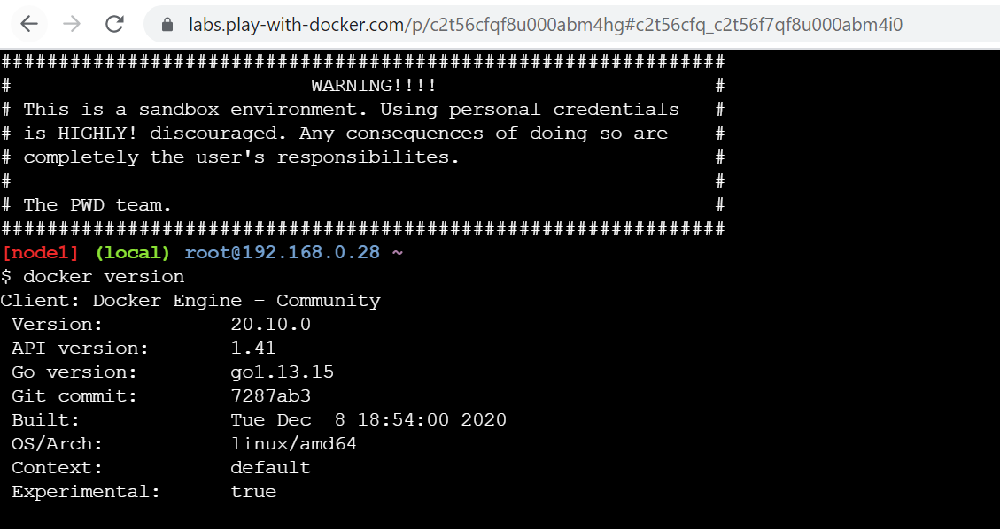 labs.play-with-docker.com/p/c2t56cfqf8u000abm4hg#c2t56cfq_c2t56f7qf8u000abm4i0
###############################################################
#                          WARNING!!!!                        #
# This is a sandbox environment. Using personal credentials   #
# is HIGHLY! discouraged. Any consequences of doing so are    #
# completely the user's responsibilites.                      #
#                                                             #
# The PWD team.                                               #
###############################################################
[node1] (local) root@192.168.0.28 ~
$ docker version
Client: Docker Engine - Community
 Version:           20.10.0
 API version:       1.41
 Go version:        go1.13.15
 Git commit:        7287ab3
 Built:             Tue Dec  8 18:54:00 2020
 OS/Arch:           linux/amd64
 Context:           default
 Experimental:      true